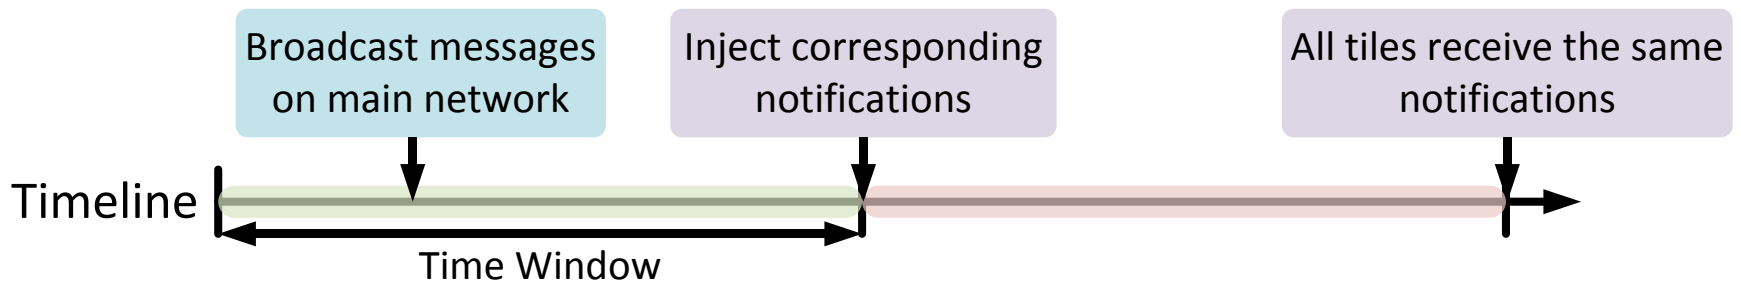 Broadcast messages
on main network
Inject corresponding
notifications
All tiles receive the same
notifications
Timeline
Time Window